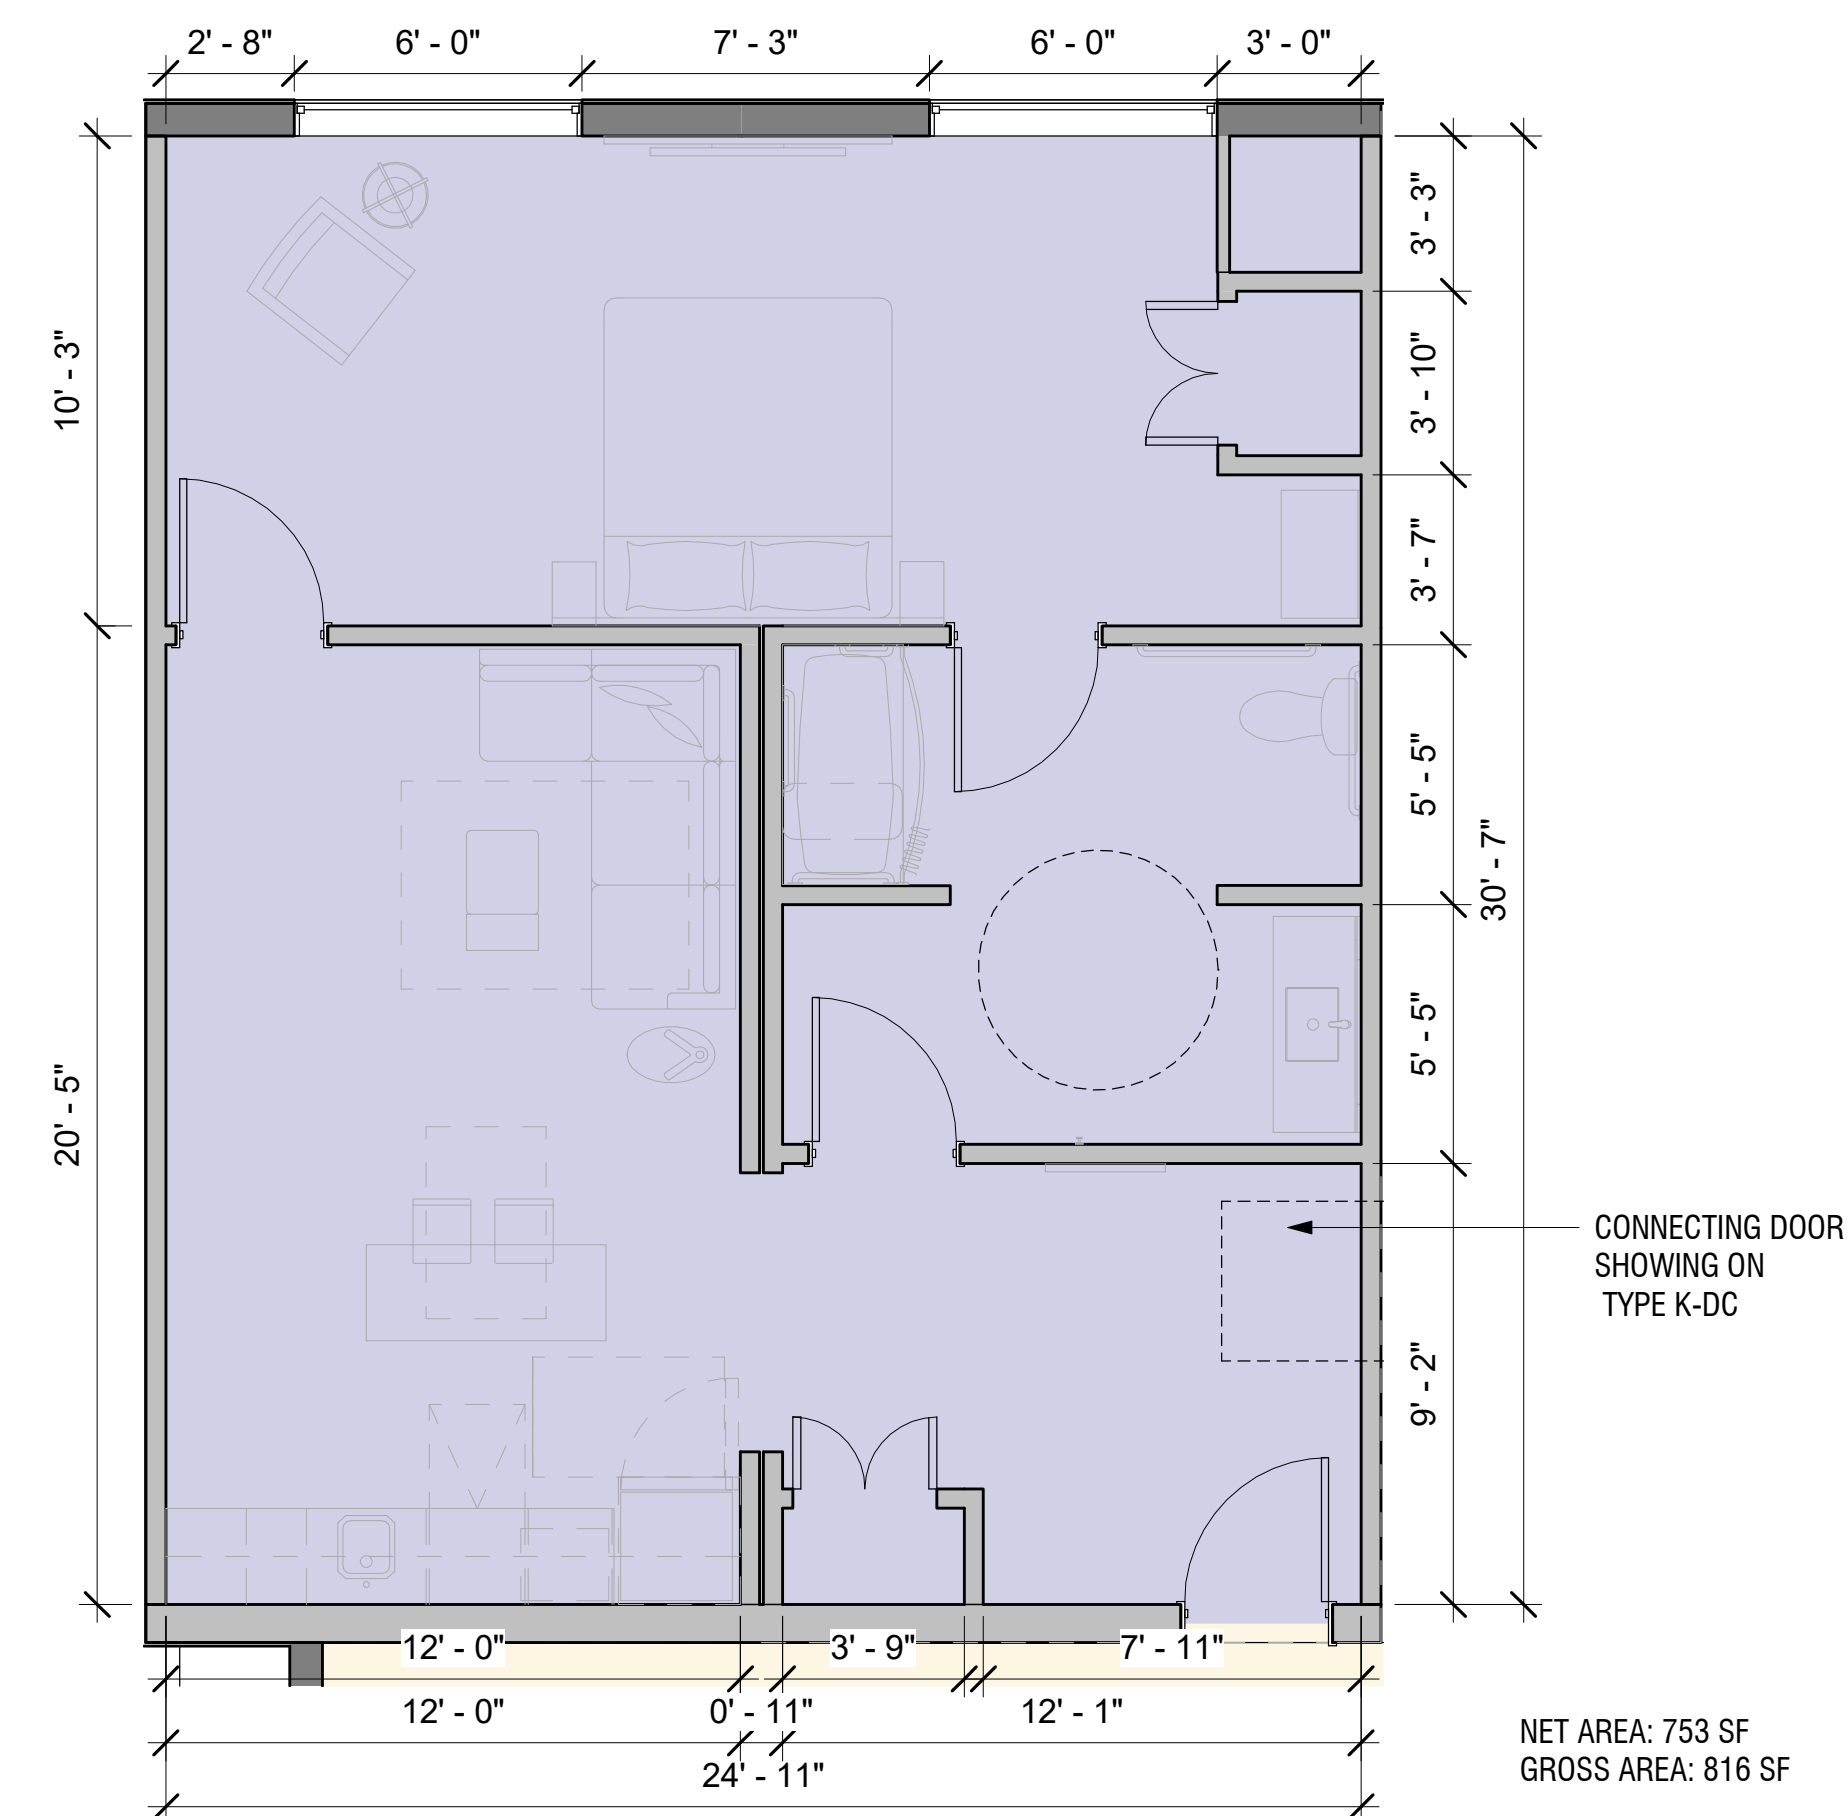 2' - 8"
6' - 0"
7' - 3"
6' - 0"
3' - 0"
10' - 3"
20' - 5"
3' - 3"
3' - 10"
3' - 7"
5' - 5"
30' - 7"
5' - 5"
9' - 2"
CONNECTING DOOR
SHOWING ON
TYPE K-DC
12' - 0"
3' - 9"
7' - 11"
12' - 0"
0' - 11"
12' - 1"
24' - 11"
NET AREA: 753 SF
GROSS AREA: 816 SF